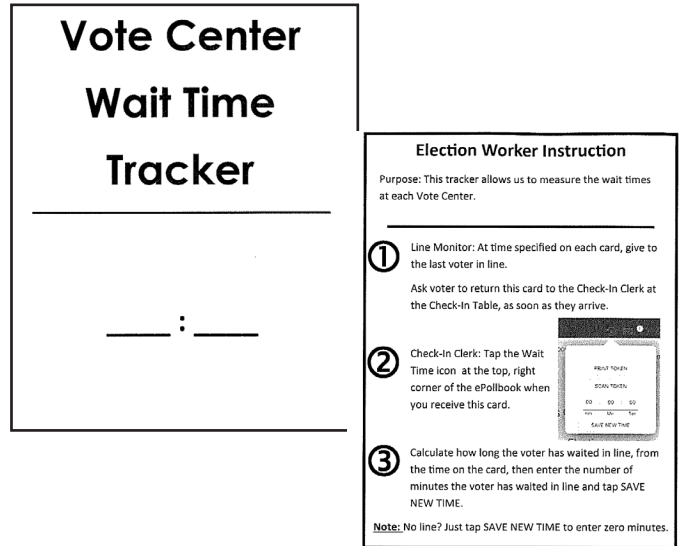 Vote Center
Wait Time
Tracker
___ : ___
Election Worker Instruction
Purpose: This tracker allows us to measure the wait times
at each Vote Center.
1 Line Monitor: At time specified on each card, give to
the last voter in line.
Ask voter to return this card to the Check-In Clerk at
the Check-In Table, as soon as they arrive.
2 Check-In Clerk: Tap the Wait
Time icon at the top, right
corner of the ePollbook when
you receive this card.
PRINT TOKEN
SCAN TOKEN
00 : 00 : 00
SAVE NEW TIME
3 Calculate how long the voter has waited in line, from
the time on the card, then enter the number of
minutes the voter has waited in line and tap SAVE
NEW TIME.
Note: No line? Just tap SAVE NEW TIME to enter zero minutes.